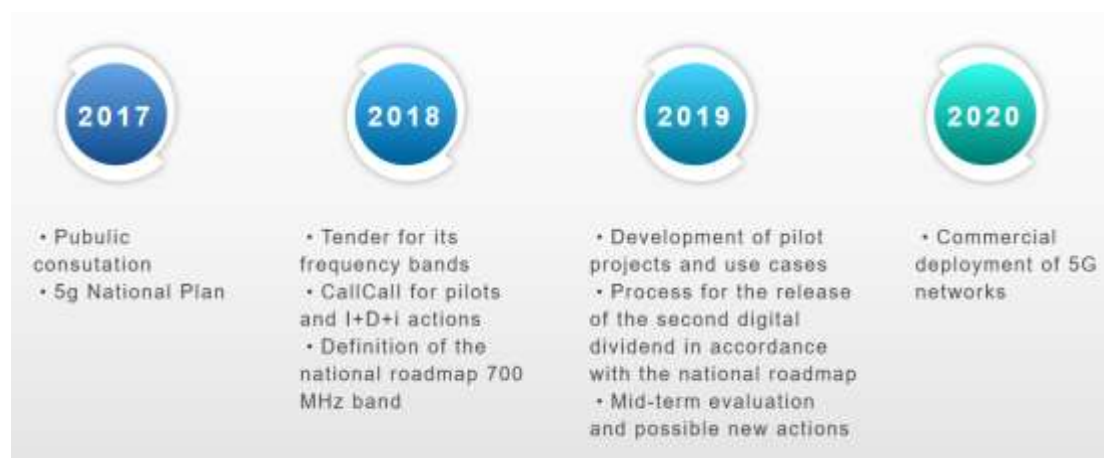 2017
• Pubulic
consutation
• 5g National Plan
2018
• Tender for its
frequency bands
• CallCall for pilots
and I+D+i actions
• Definition of the
national roadmap 700
MHz band
2019
• Development of pilot
projects and use cases
• Process for the release
of the second digital
dividend in accordance
with the national roadmap
• Mid-term evaluation
and possible new actions
2020
• Commercial
deployment of 5G
networks